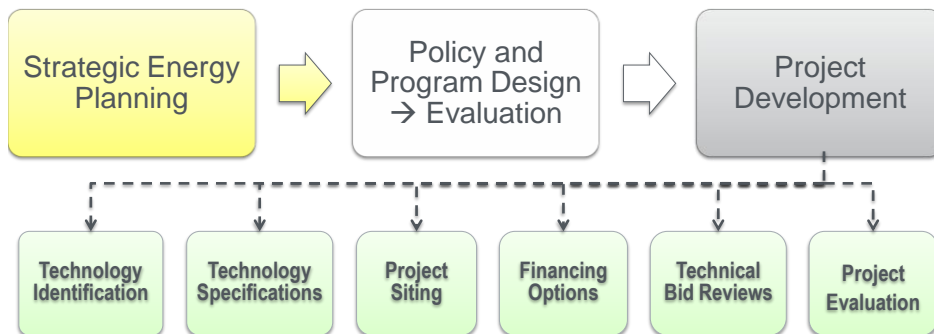 Strategic Energy
Planning
Policy and
Program Design
→ Evaluation
Project
Development
Technology
Identification
Technology
Specifications
Project
Siting
Financing
Options
Technical
Bid Reviews
Project
Evaluation